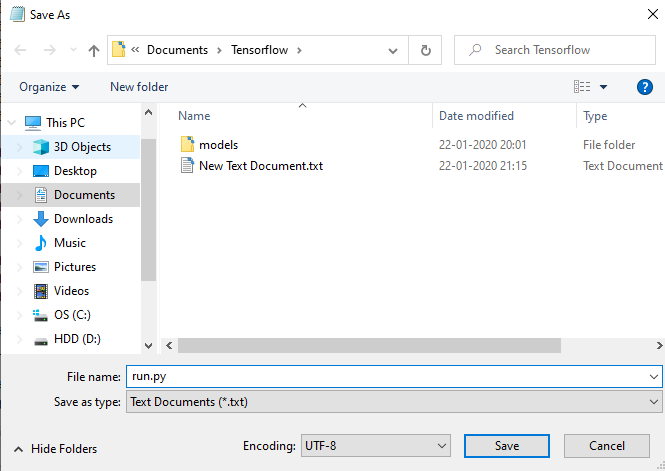 Save As
« Documents › Tensorflow ›
Search Tensorflow
Organize
New folder
?
Name
Date modified
Type
This PC
3D Objects
Desktop
Documents
Downloads
Music
Pictures
Videos
OS (C:)
HDD (D:)
models
22-01-2020 20:01
File folder
New Text Document.txt
22-01-2020 21:15
Text Document
File name:
run.py
Save as type:
Text Documents (*.txt)
Hide Folders
Encoding:
UTF-8
Save
Cancel